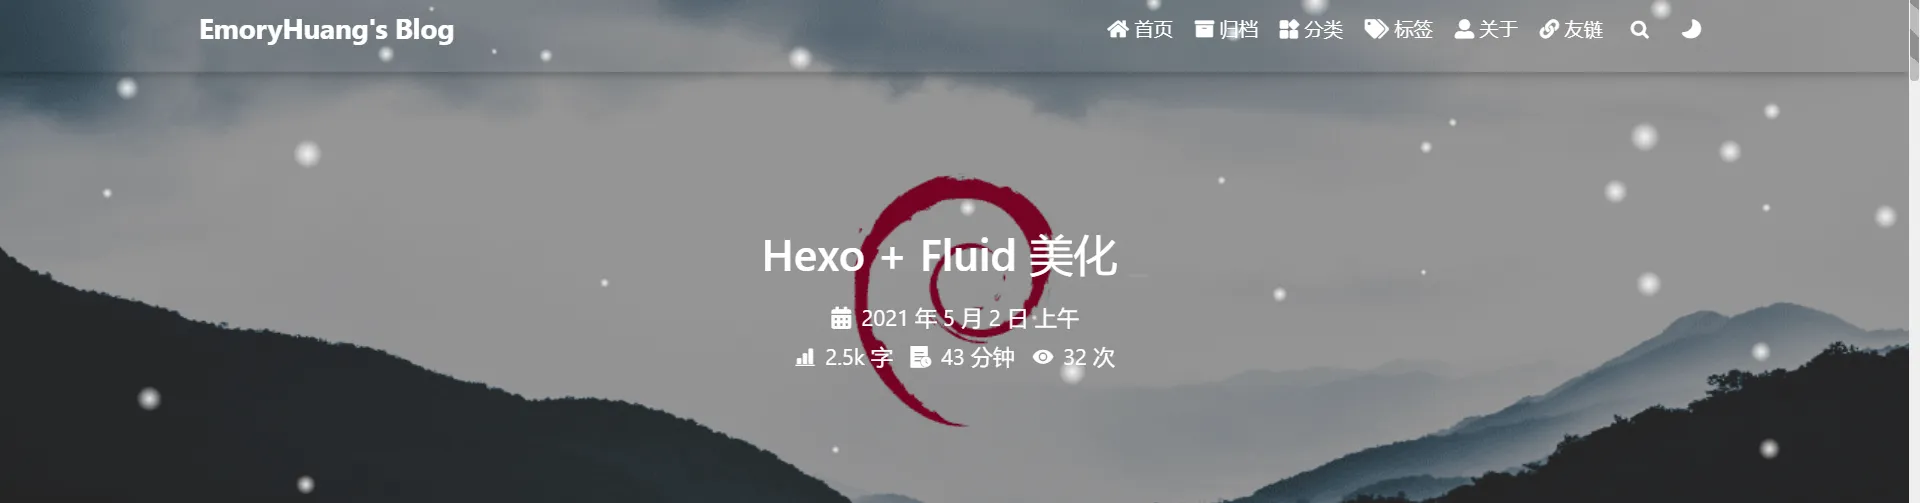 EmoryHuang's Blog 首页 归档 分类 标签 关于 友链
Hexo + Fluid 美化
2021 年 5 月 2 日 上午
2.5k 字 43 分钟 32 次